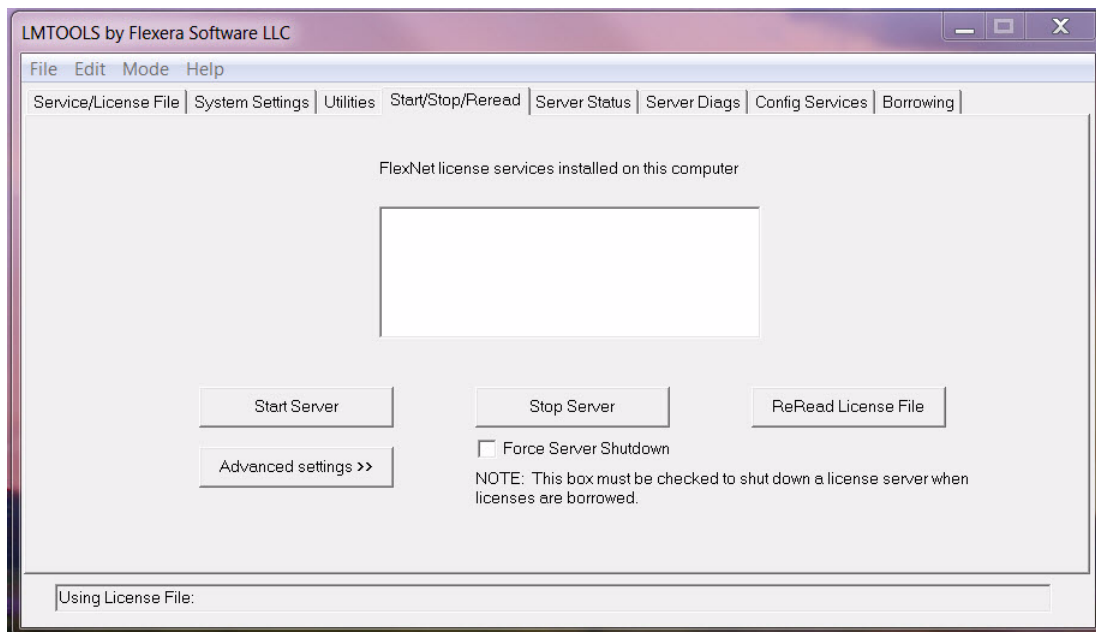 LMTOOLS by Flexera Software LLC
File Edit Mode Help
Service/License File System Settings Utilities Start/Stop/Reread Server Status Server Diags Config Services Borrowing
FlexNet license services installed on this computer
Start Server Stop Server ReRead License File
Force Server Shutdown
Advanced settings >>
NOTE: This box must be checked to shut down a license server when
licenses are borrowed.
Using License File: